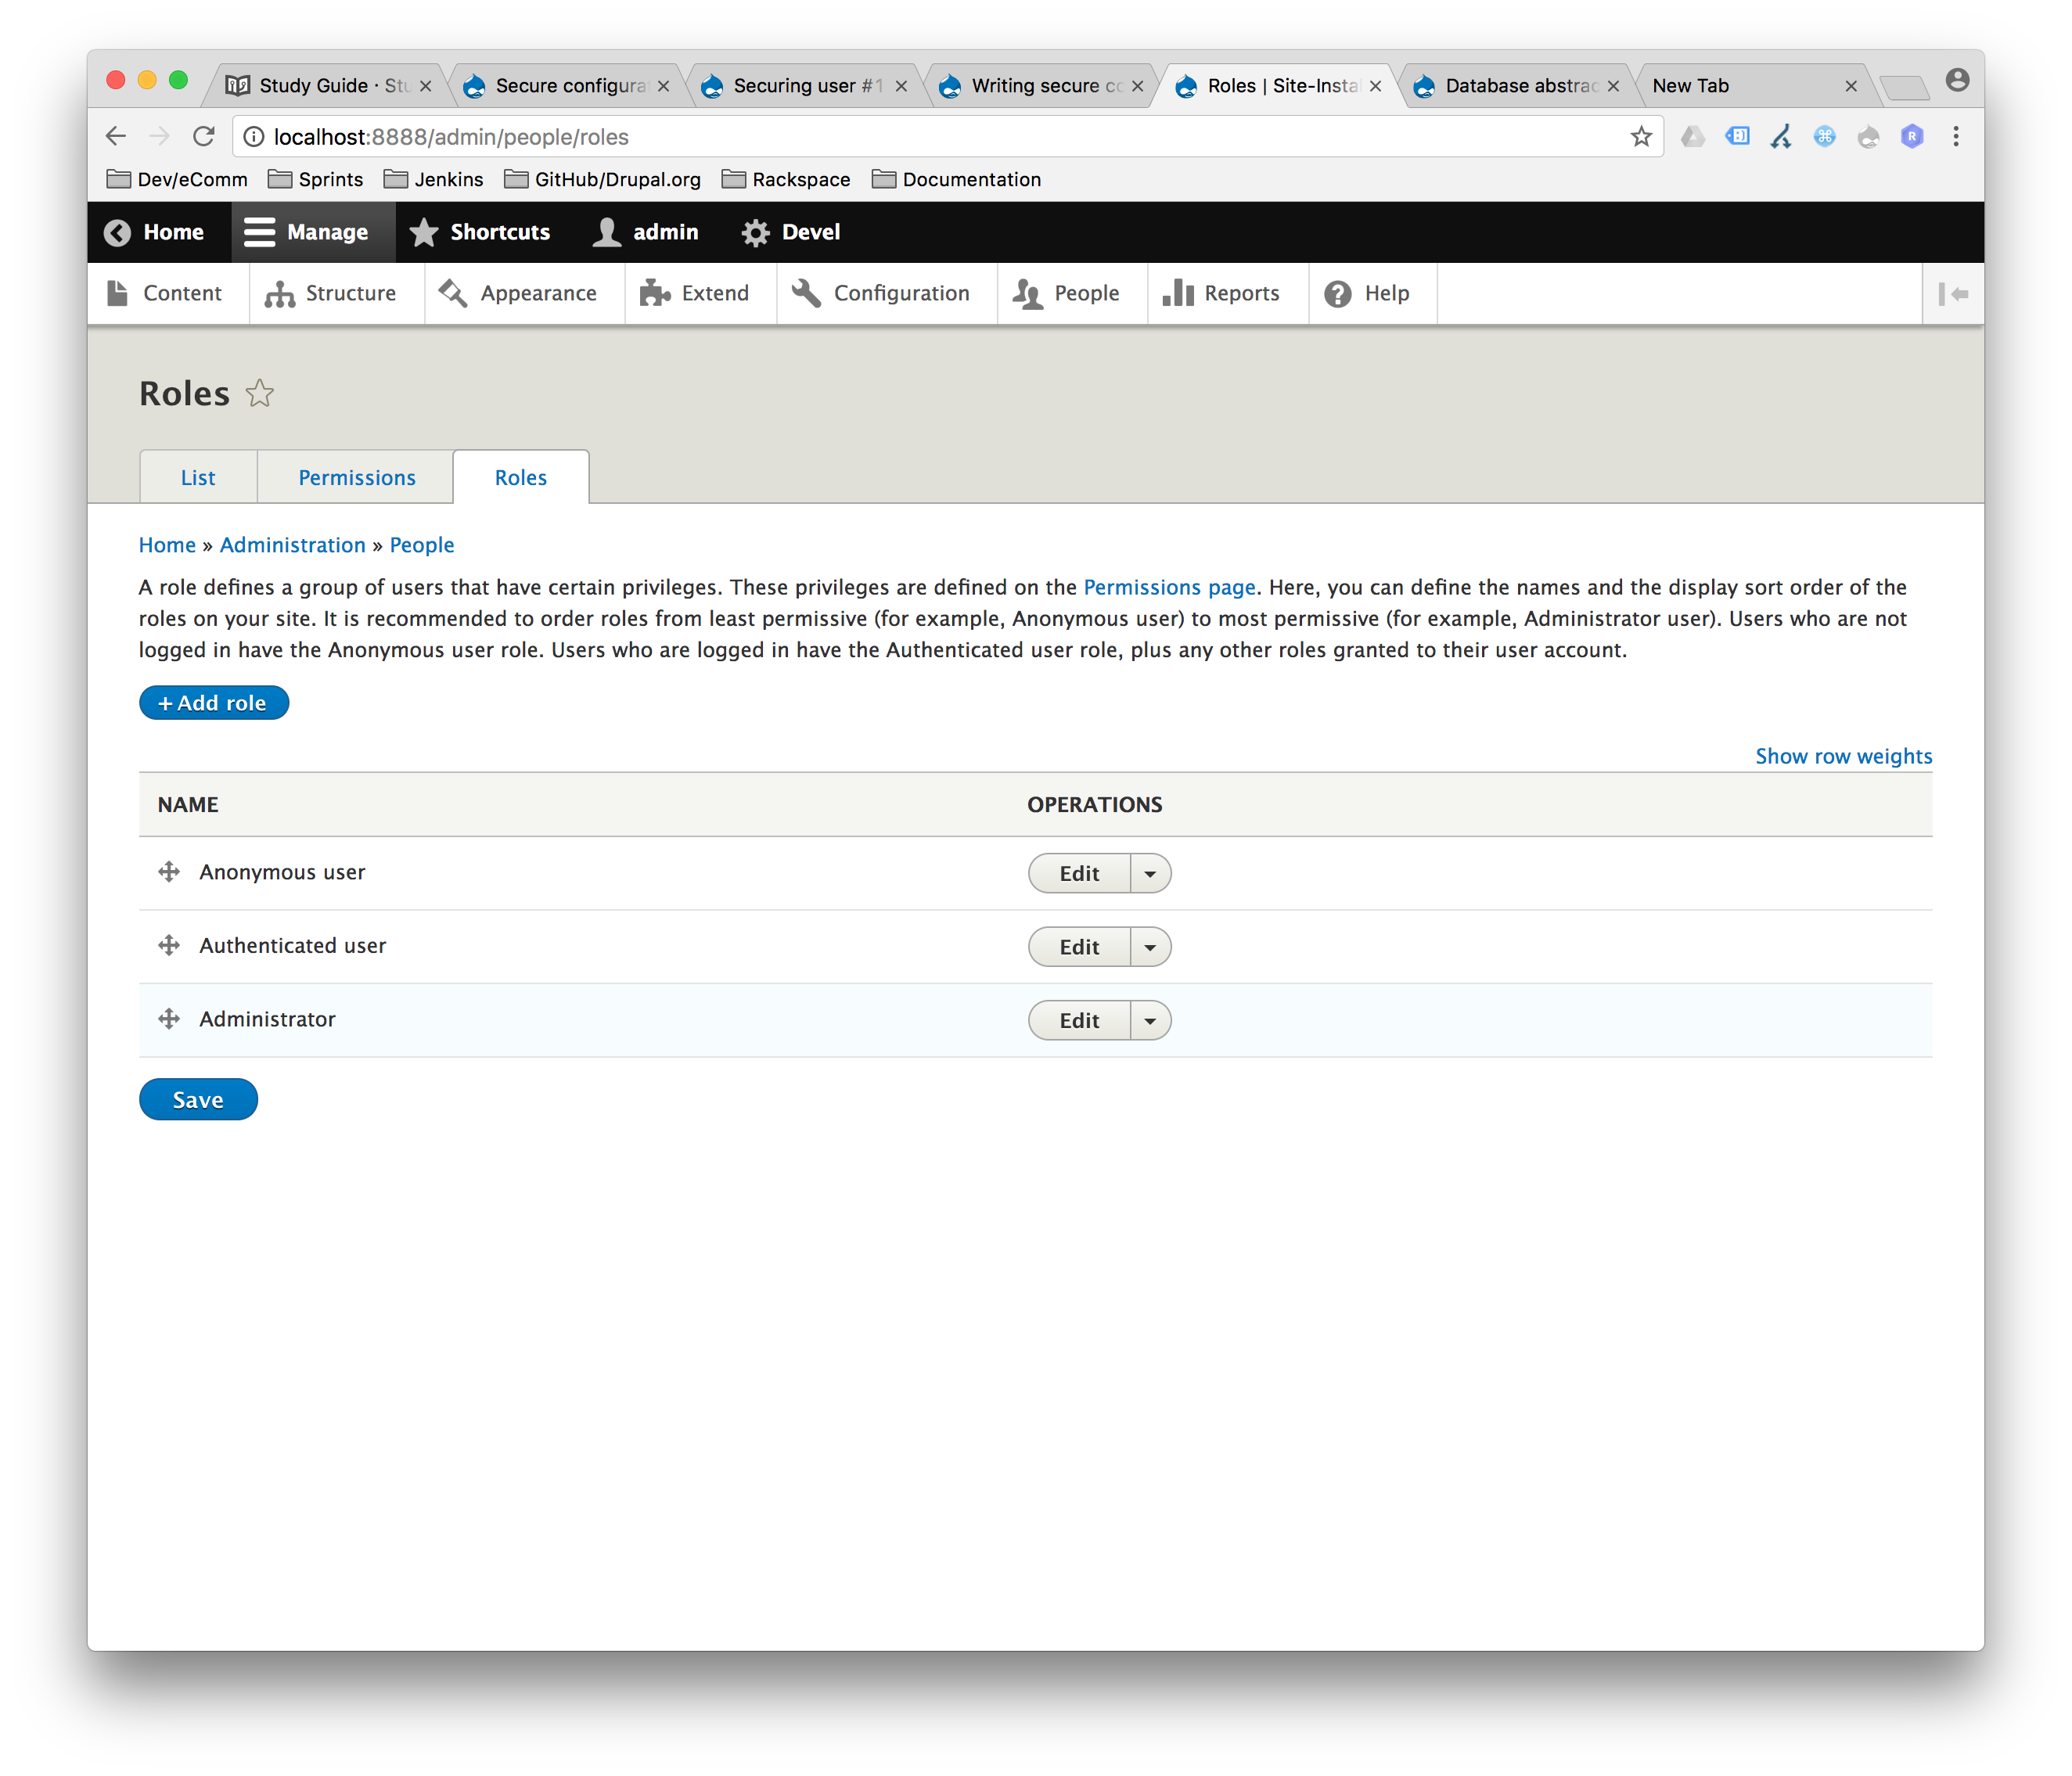 Study Guide · Stu
Secure configura
Securing user #1
Writing secure co
Roles | Site-Instal
Database abstrac
New Tab
localhost:8888/admin/people/roles
Dev/eComm
Sprints
Jenkins
GitHub/Drupal.org
Rackspace
Documentation
Home
Manage
Shortcuts
admin
Devel
Content
Structure
Appearance
Extend
Configuration
People
Reports
Help
Roles
List
Permissions
Roles
Home » Administration » People
A role defines a group of users that have certain privileges. These privileges are defined on the Permissions page. Here, you can define the names and the display sort order of the
roles on your site. It is recommended to order roles from least permissive (for example, Anonymous user) to most permissive (for example, Administrator user). Users who are not
logged in have the Anonymous user role. Users who are logged in have the Authenticated user role, plus any other roles granted to their user account.
+ Add role
Show row weights
NAME
OPERATIONS
Anonymous user
Edit
Authenticated user
Edit
Administrator
Edit
Save